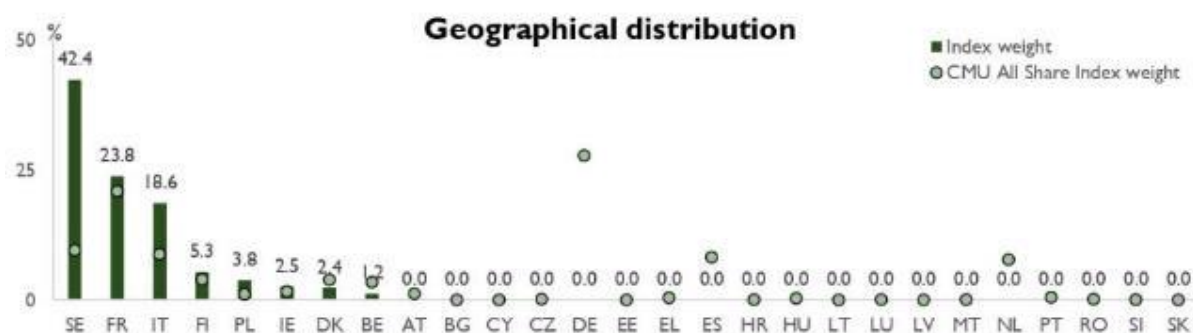 Geographical distribution
%
50
25
0
Index weight
CMU All Share Index weight
42.4 23.8 18.6 5.3 3.8 2.5 2.4 1.2 0.0 0.0 0.0 0.0 0.0 0.0 0.0 0.0 0.0 0.0 0.0 0.0 0.0 0.0 0.0 0.0 0.0 0.0 0.0
SE FR IT FI PL IE DK BE AT BG CY CZ DE EE EL ES HR HU LT LU LV MT NL PT RO SI SK